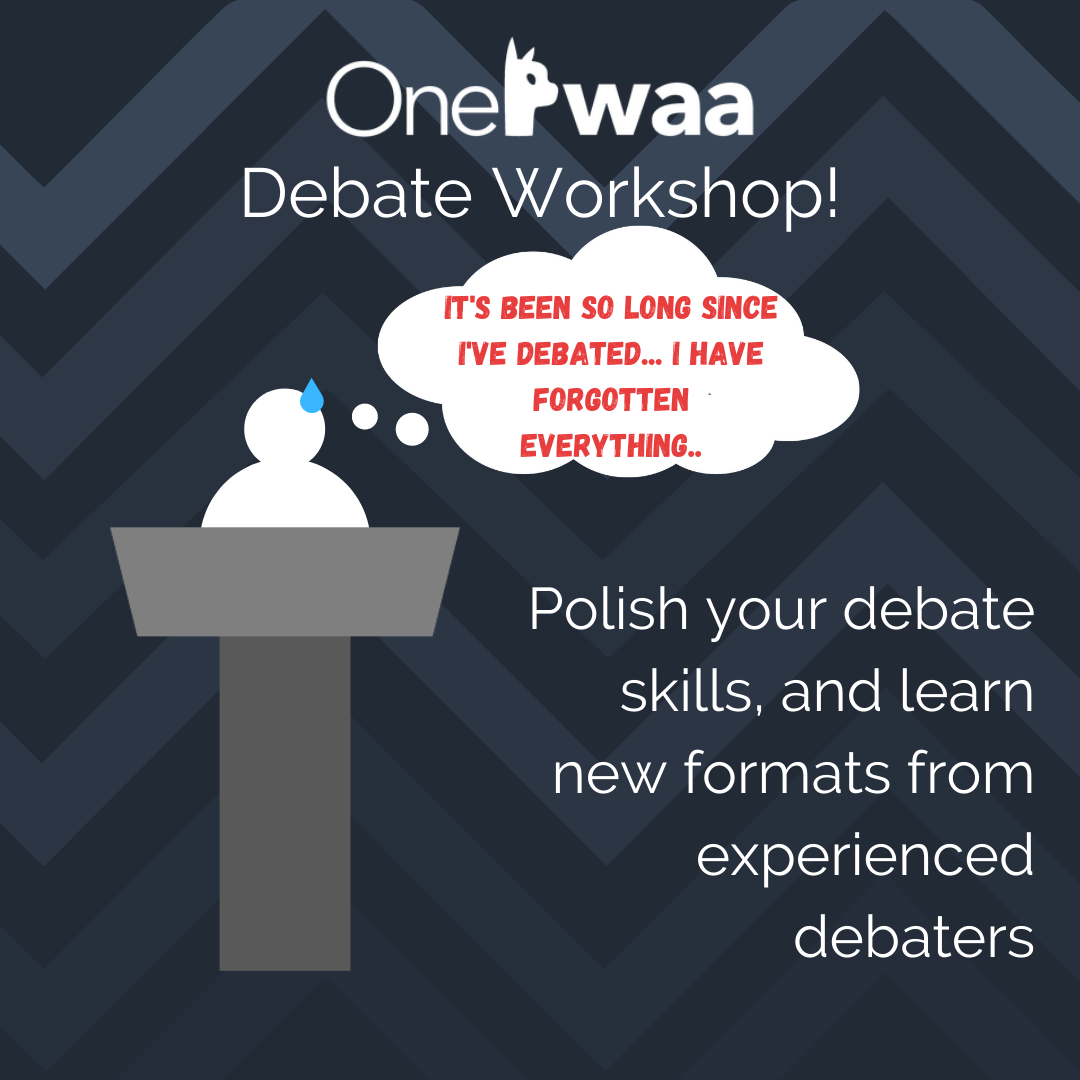 OnePwaa
Debate Workshop!
IT'S BEEN SO LONG SINCE
I'VE DEBATED... I HAVE
FORGOTTEN
EVERYTHING..
Polish your debate
skills, and learn
new formats from
experienced
debaters